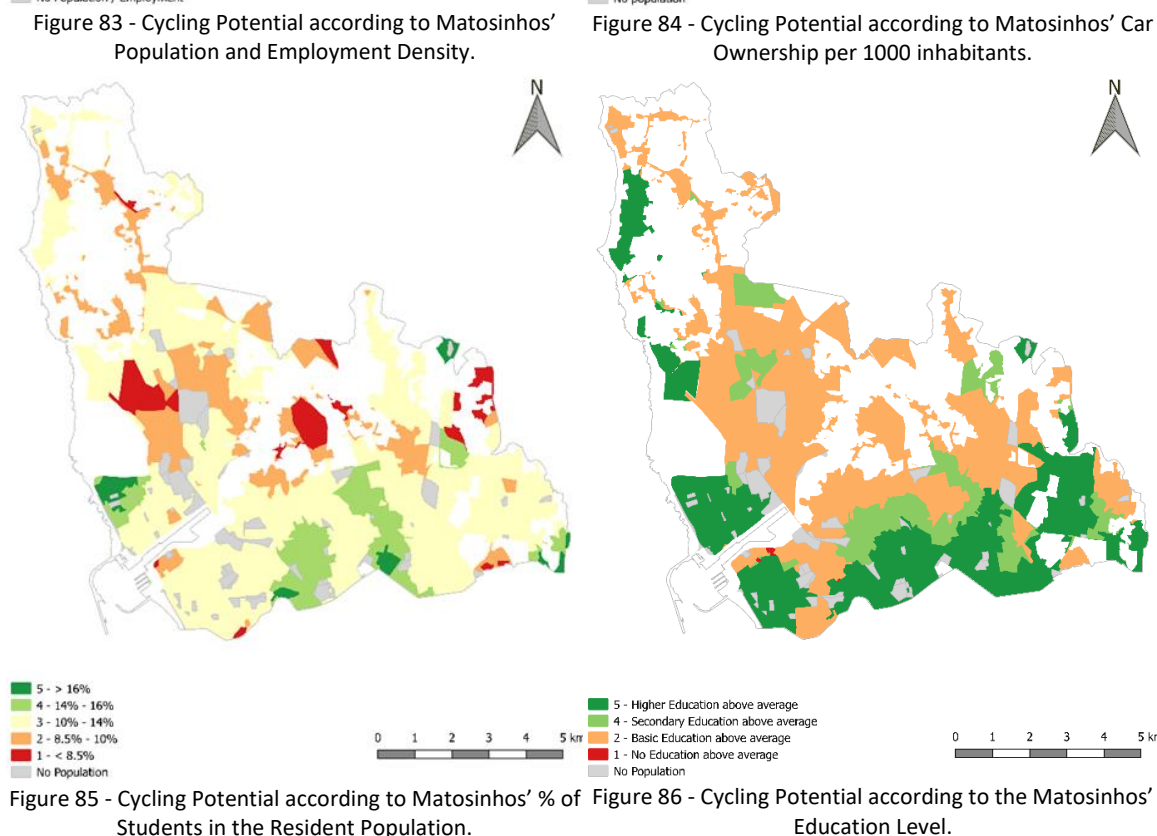 No Population / Employment
No population
Figure 83 - Cycling Potential according to Matosinhos’
Population and Employment Density.
Figure 84 - Cycling Potential according to Matosinhos’ Car
Ownership per 1000 inhabitants.
N
N
5 - > 16%
4 - 14% - 16%
3 - 10% - 14%
2 - 8.5% - 10%
1 - < 8.5%
No Population
0 1 2 3 4 5 km
5 - Higher Education above average
4 - Secondary Education above average
2 - Basic Education above average
1 - No Education above average
No Population
0 1 2 3 4 5 k
Figure 85 - Cycling Potential according to Matosinhos’ % of
Students in the Resident Population.
Figure 86 - Cycling Potential according to the Matosinhos’
Education Level.